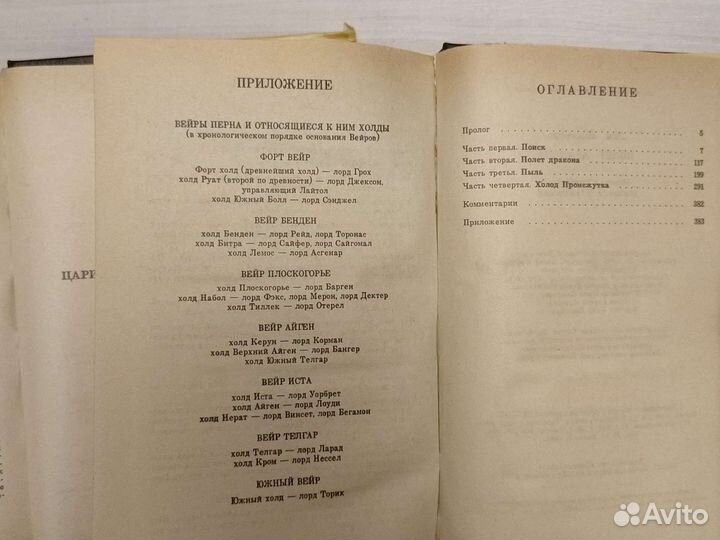 ЦАРИ
ПРИЛОЖЕНИЕ
ВЕЙРЫ ПЕРНА И ОТНОСЯЩИЕСЯ К НИМ ХОЛДЫ
(в хронологическом порядке основания Вейров)
ФОРТ ВЕЙР
Форт холд (древнейший холд) — лорд Грох
холд Руат (второй по древности) — лорд Джексом,
управляющий Лайтол
холд Южный Болл — лорд Сэнджел
ВЕЙР БЕНДЕН
холд Бенден — лорд Рейд, лорд Торонас
холд Битра — лорд Сайфер, лорд Сайгомал
холд Лемос — лорд Асгенар
ВЕЙР ПЛОСКОГОРЬЕ
холд Плоскогорье — лорд Барген
холд Набол — лорд Фэкс, лорд Мерон, лорд Дектер
холд Тиллек — лорд Отерел
ВЕЙР АЙГЕН
холд Керун — лорд Корман
холд Верхний Айген — лорд Бангер
холд Южный Телгар
ВЕЙР ИСТА
холд Иста — лорд Уорбрет
холд Айген — лорд Лоуди
холд Нерат — лорд Винсет, лорд Бегамон
ВЕЙР ТЕЛГАР
холд Телгар — лорд Ларад
холд Кром — лорд Нессел
ЮЖНЫЙ ВЕЙР
Южный холд — лорд Торик
ОГЛАВЛЕНИЕ
Пролог . . . . . . . . . . . . . . . . . . . . . . . . 5
Часть первая. Поиск . . . . . . . . . . . . . . . . . . 7
Часть вторая. Полет дракона . . . . . . . . . . . . . . 117
Часть третья. Пыль . . . . . . . . . . . . . . . . . . 199
Часть четвертая. Холод Промежутка . . . . . . . . . . . 291
Комментарии . . . . . . . . . . . . . . . . . . . . . . 382
Приложение . . . . . . . . . . . . . . . . . . . . . . 383
Avito